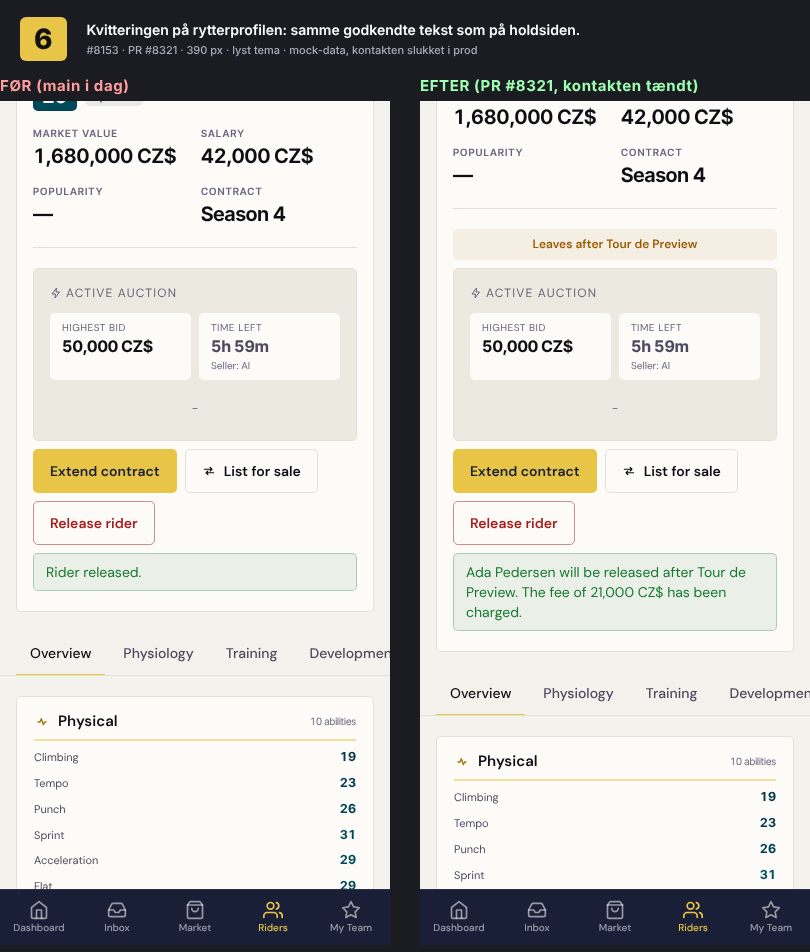 6
Kvitteringen på rytterprofilen: samme godkendte tekst som på holdsiden.
#8153 · PR #8321 · 390 px · lyst tema · mock-data, kontakten slukket i prod
FØR (main i dag)
MARKET VALUE
SALARY
1,680,000 CZ$
42,000 CZ$
POPULARITY
CONTRACT
—
Season 4
ACTIVE AUCTION
HIGHEST BID
TIME LEFT
50,000 CZ$
5h 59m
Seller: AI
-
Extend contract
List for sale
Release rider
Rider released.
Overview
Physiology
Training
Developmen
Physical
10 abilities
Climbing
19
Tempo
23
Punch
26
Sprint
31
Acceleration
29
Flat
29
Dashboard
Inbox
Market
Riders
My Team
EFTER (PR #8321, kontakten tændt)
1,680,000 CZ$
42,000 CZ$
POPULARITY
CONTRACT
—
Season 4
Leaves after Tour de Preview
ACTIVE AUCTION
HIGHEST BID
TIME LEFT
50,000 CZ$
5h 59m
Seller: AI
-
Extend contract
List for sale
Release rider
Ada Pedersen will be released after Tour de
Preview. The fee of 21,000 CZ$ has been
charged.
Overview
Physiology
Training
Developmen
Physical
10 abilities
Climbing
19
Tempo
23
Punch
26
Sprint
31
Dashboard
Inbox
Market
Riders
My Team